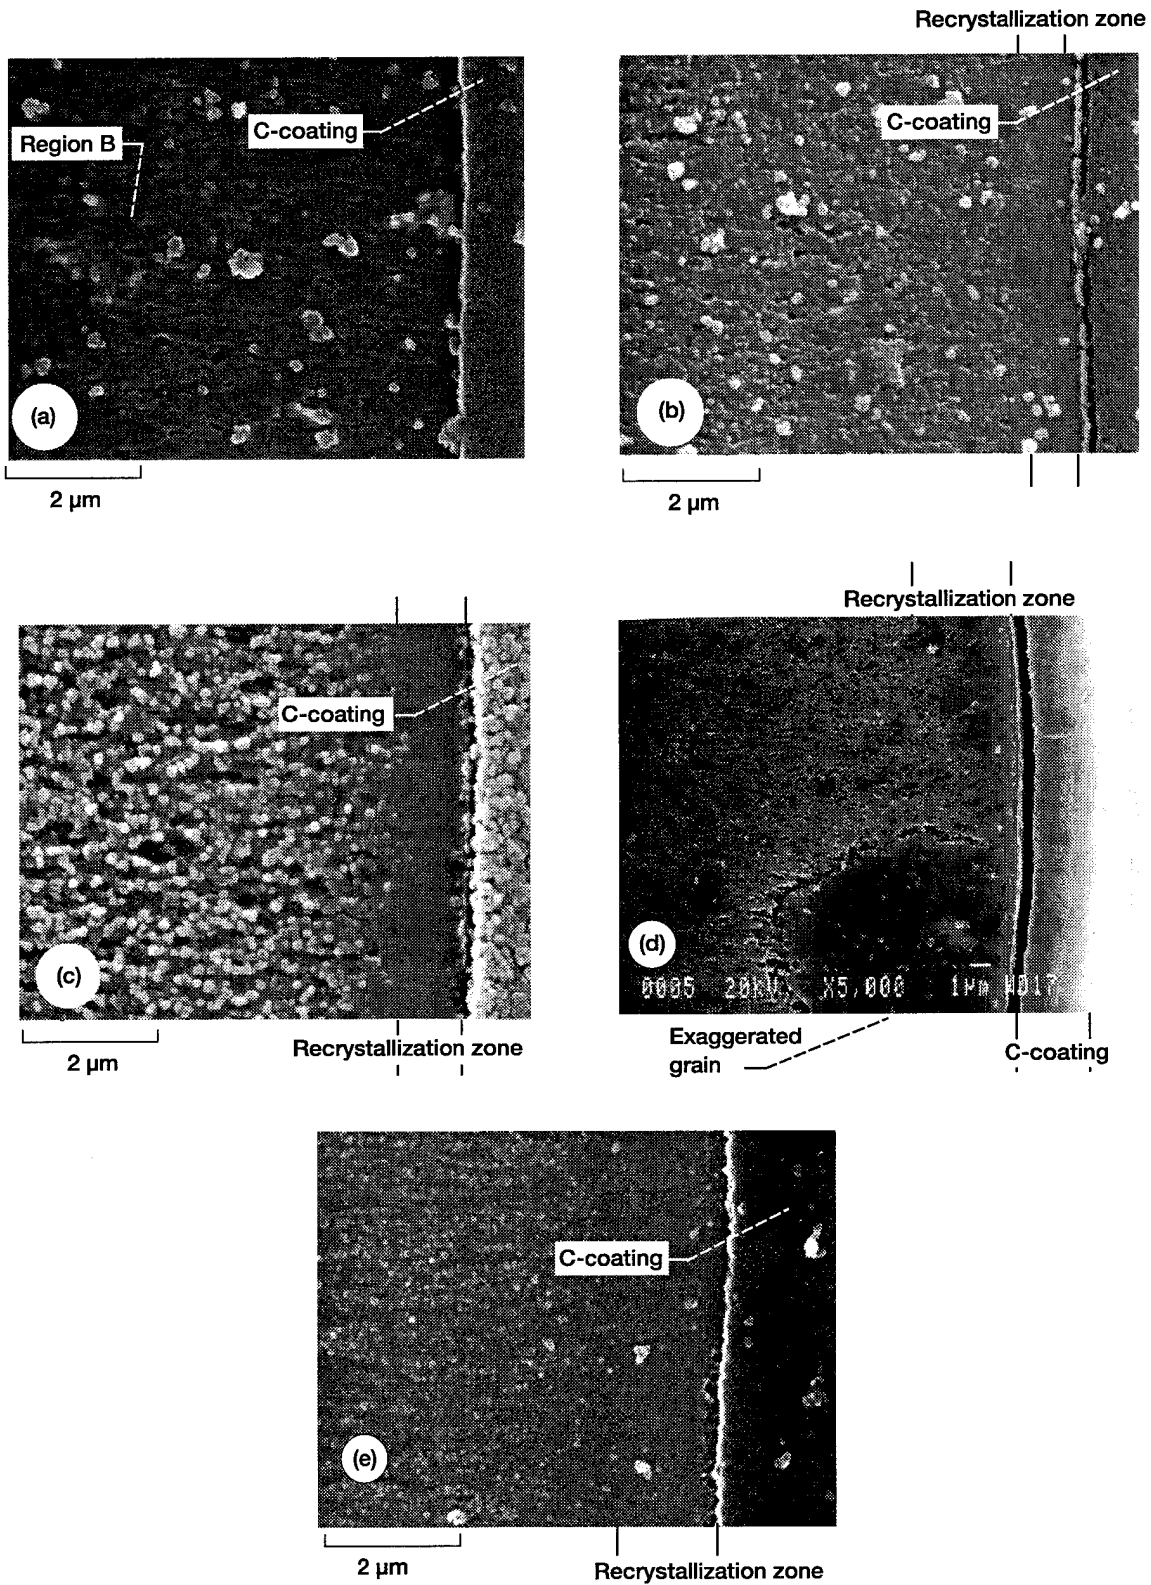 Recrystallization zone
C-coating
Region B
(a)
2 µm
C-coating
(b)
2 µm
C-coating
(c)
2 µm
Recrystallization zone
Recrystallization zone
(d)
0005 20kV X5,000 1µm WD17
Exaggerated
grain
C-coating
C-coating
(e)
2 µm
Recrystallization zone